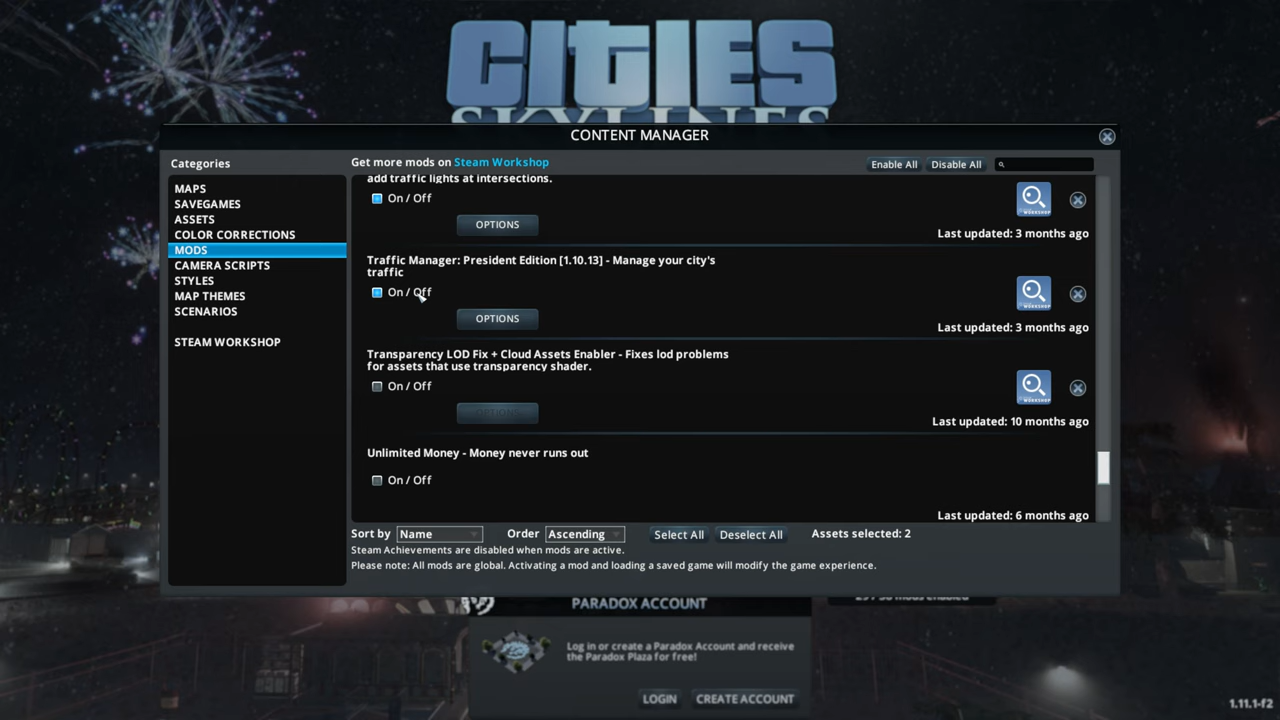 CITIES
SKYLINES
CONTENT MANAGER
Categories
MAPS
SAVEGAMES
ASSETS
COLOR CORRECTIONS
MODS
CAMERA SCRIPTS
STYLES
MAP THEMES
SCENARIOS
STEAM WORKSHOP
Get more mods on Steam Workshop
Enable All
Disable All
add traffic lights at intersections.
On / Off
OPTIONS
WORKSHOP
Last updated: 3 months ago
Traffic Manager: President Edition [1.10.13] - Manage your city's
traffic
On / Off
OPTIONS
WORKSHOP
Last updated: 3 months ago
Transparency LOD Fix + Cloud Assets Enabler - Fixes lod problems
for assets that use transparency shader.
On / Off
OPTIONS
WORKSHOP
Last updated: 10 months ago
Unlimited Money - Money never runs out
On / Off
Last updated: 6 months ago
Sort by Name
Order Ascending
Select All
Deselect All
Assets selected: 2
Steam Achievements are disabled when mods are active.
Please note: All mods are global. Activating a mod and loading a saved game will modify the game experience.
mods enabled
PARADOX ACCOUNT
Log in or create a Paradox Account and receive
the Paradox Plaza for free!
LOGIN
CREATE ACCOUNT
1.11.1-f2